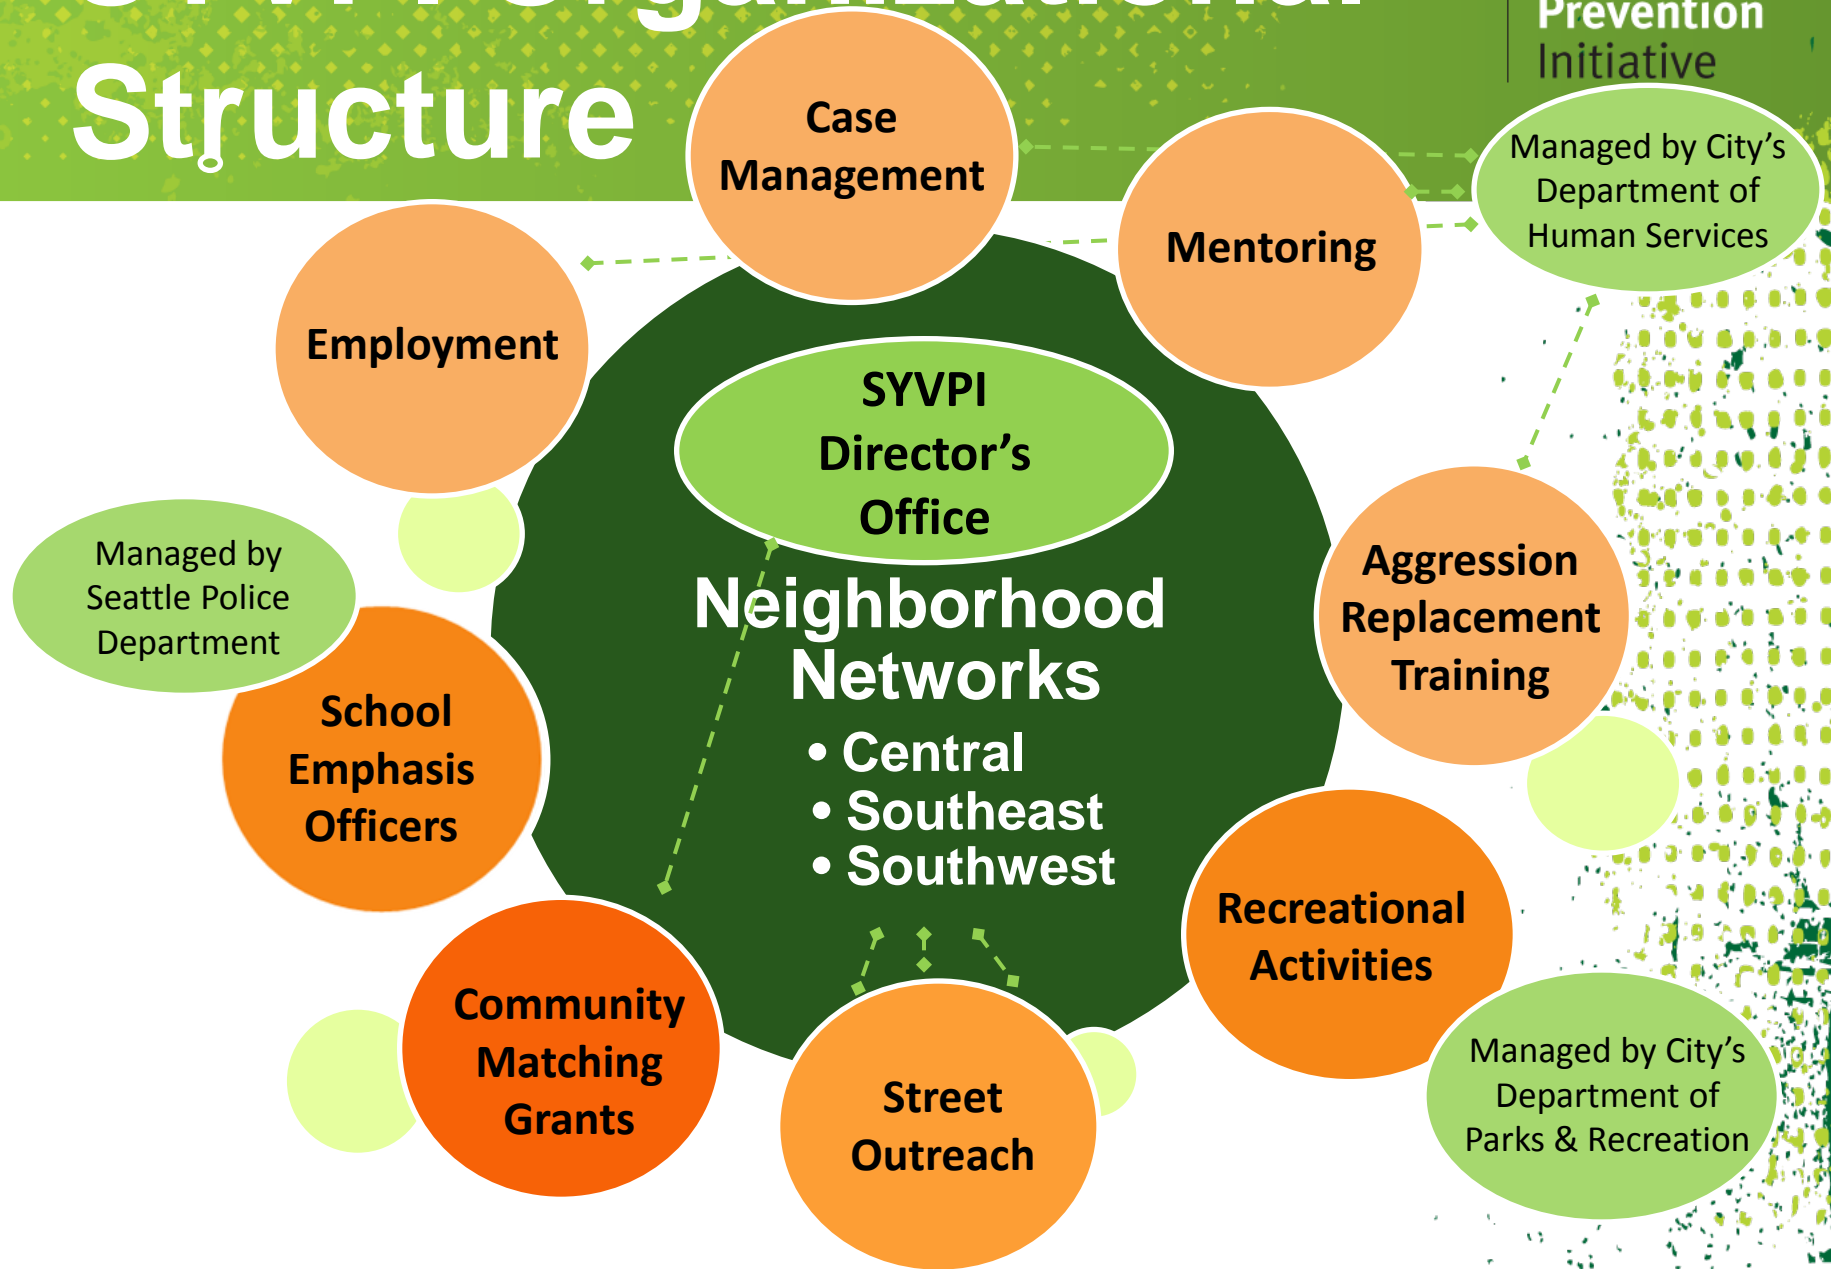 Structure
Prevention
Initiative
Case
Management
Managed by City’s
Department of
Human Services
Mentoring
Employment
SYVPI
Director’s
Office
Managed by
Seattle Police
Department
Aggression
Replacement
Training
Neighborhood
Networks
• Central
• Southeast
• Southwest
School
Emphasis
Officers
Recreational
Activities
Community
Matching
Grants
Street
Outreach
Managed by City’s
Department of
Parks & Recreation